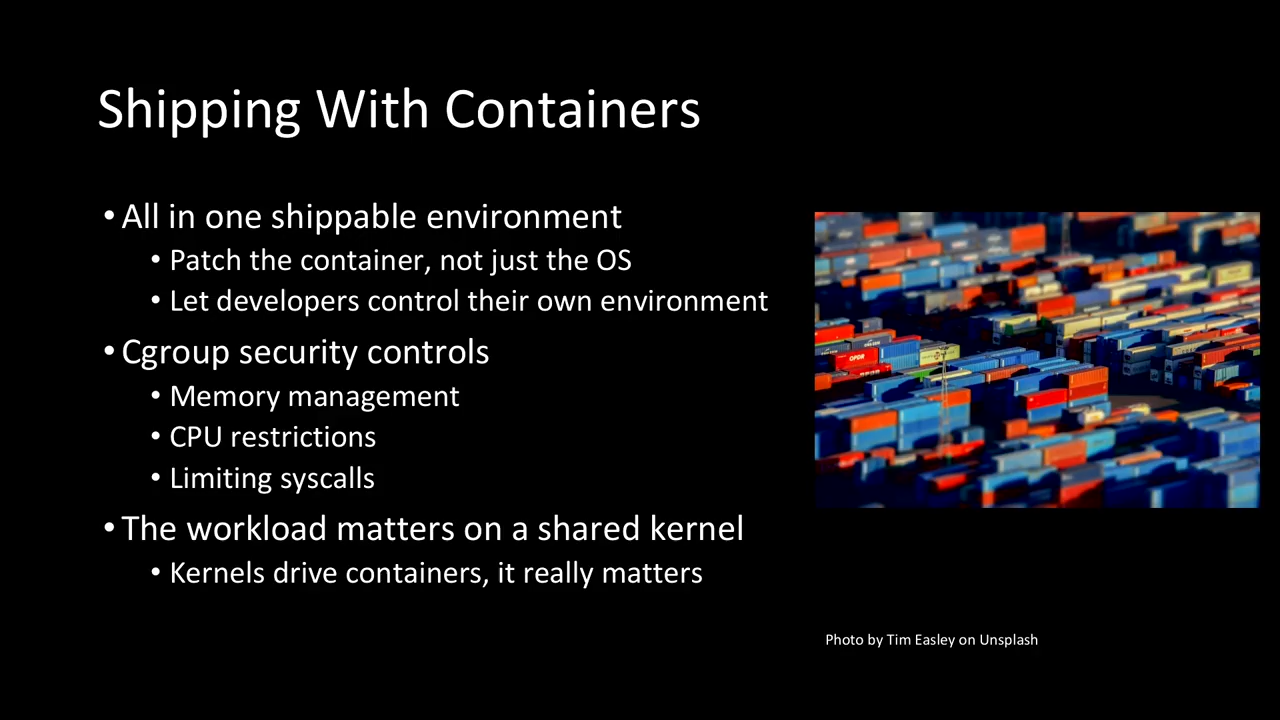 Shipping With Containers
• All in one shippable environment
• Patch the container, not just the OS
• Let developers control their own environment
• Cgroup security controls
• Memory management
• CPU restrictions
• Limiting syscalls
• The workload matters on a shared kernel
• Kernels drive containers, it really matters
Photo by Tim Easley on Unsplash